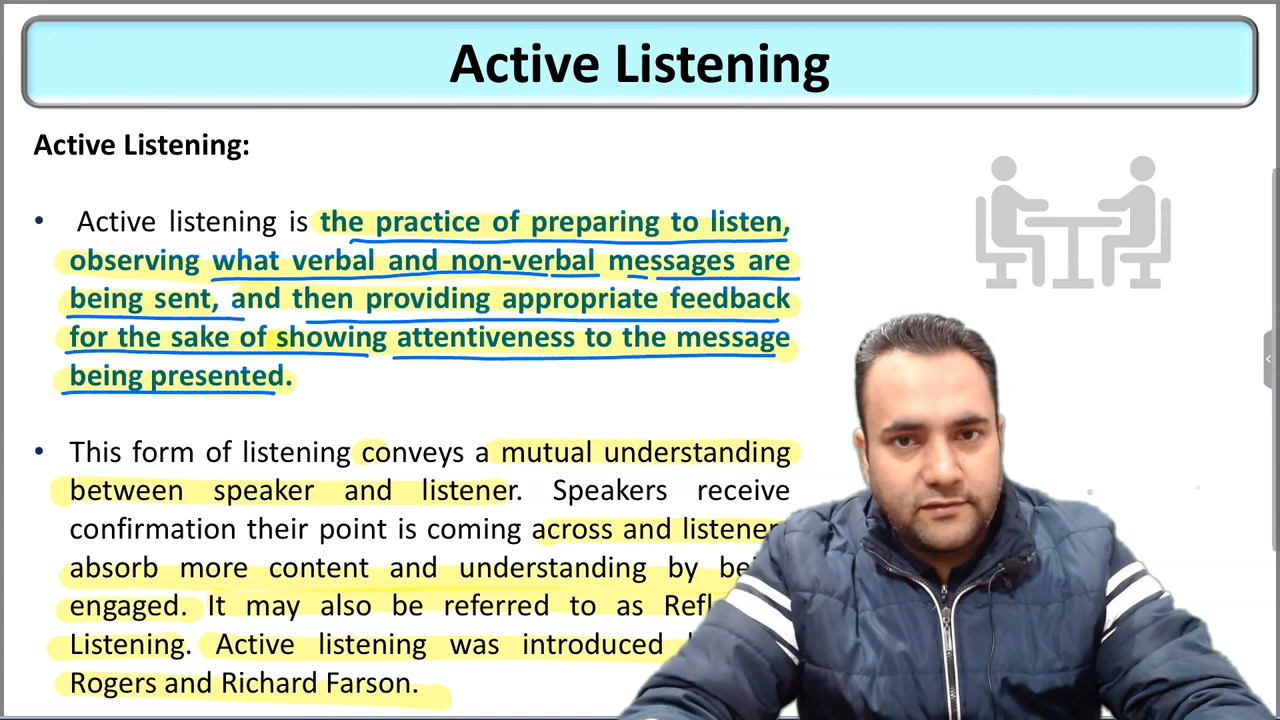 Active Listening
Active Listening:
• Active listening is the practice of preparing to listen,
observing what verbal and non-verbal messages are
being sent, and then providing appropriate feedback
for the sake of showing attentiveness to the message
being presented.
• This form of listening conveys a mutual understanding
between speaker and listener. Speakers receive
confirmation their point is coming across and
absorb more content and understanding by
engaged. It may also be referred to as
Listening. Active listening was introduced
Rogers and Richard Farson.